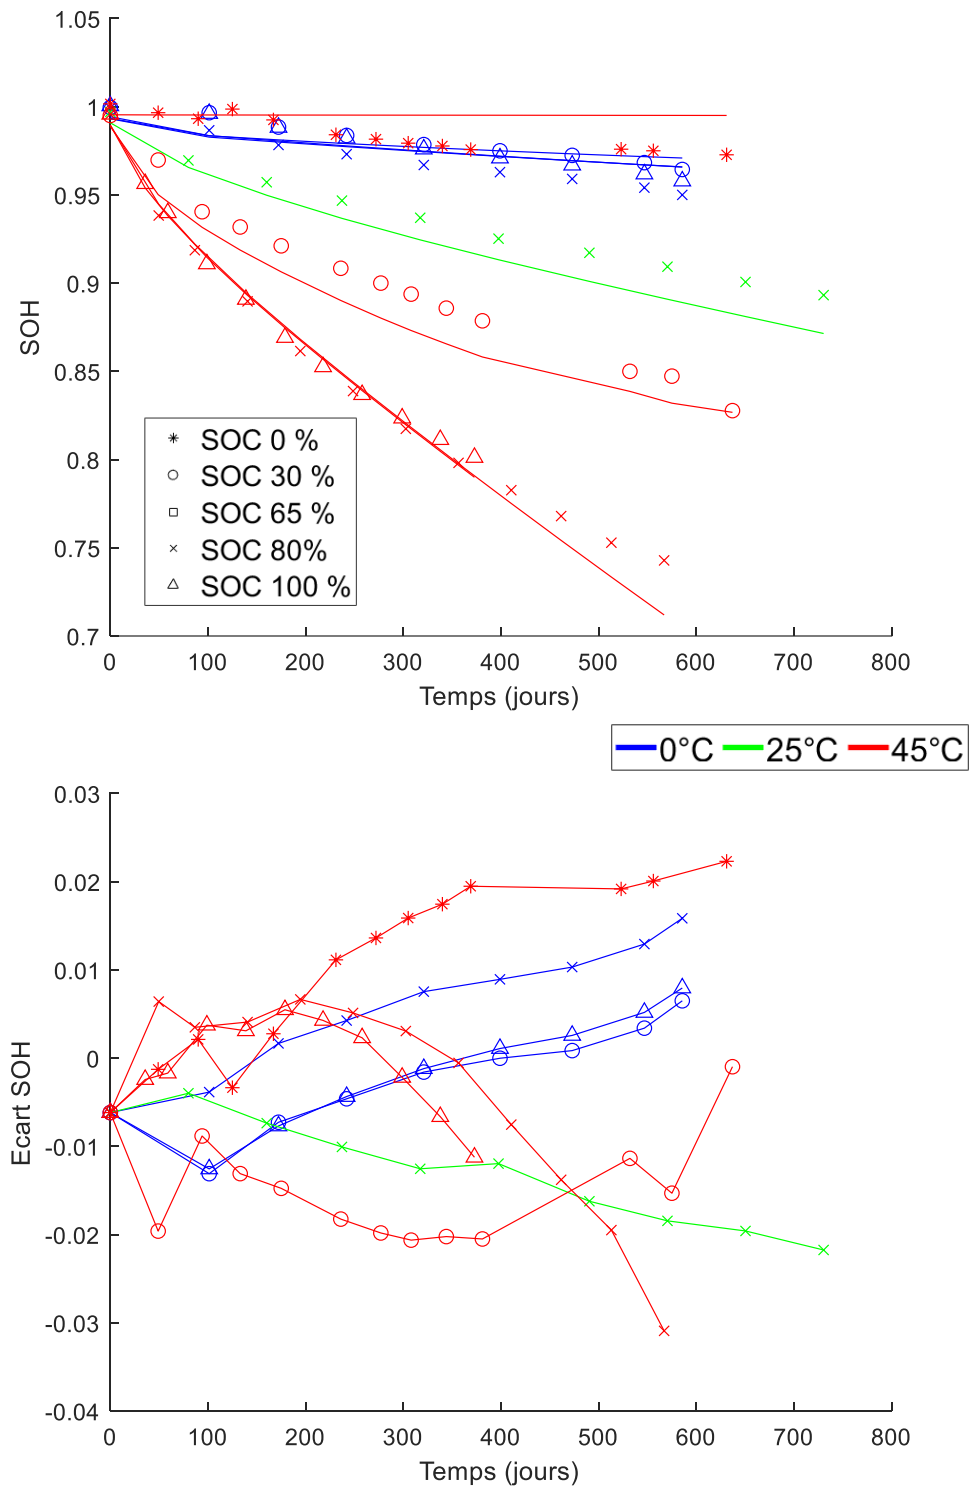 1.05
1
0.95
0.9
0.85
0.8
0.75
0.7
SOH
SOC 0 %
SOC 30 %
SOC 65 %
SOC 80%
SOC 100 %
0 100 200 300 400 500 600 700 800
Temps (jours)
0°C 25°C 45°C
0.03
0.02
0.01
0
-0.01
-0.02
-0.03
-0.04
Ecart SOH
0 100 200 300 400 500 600 700 800
Temps (jours)